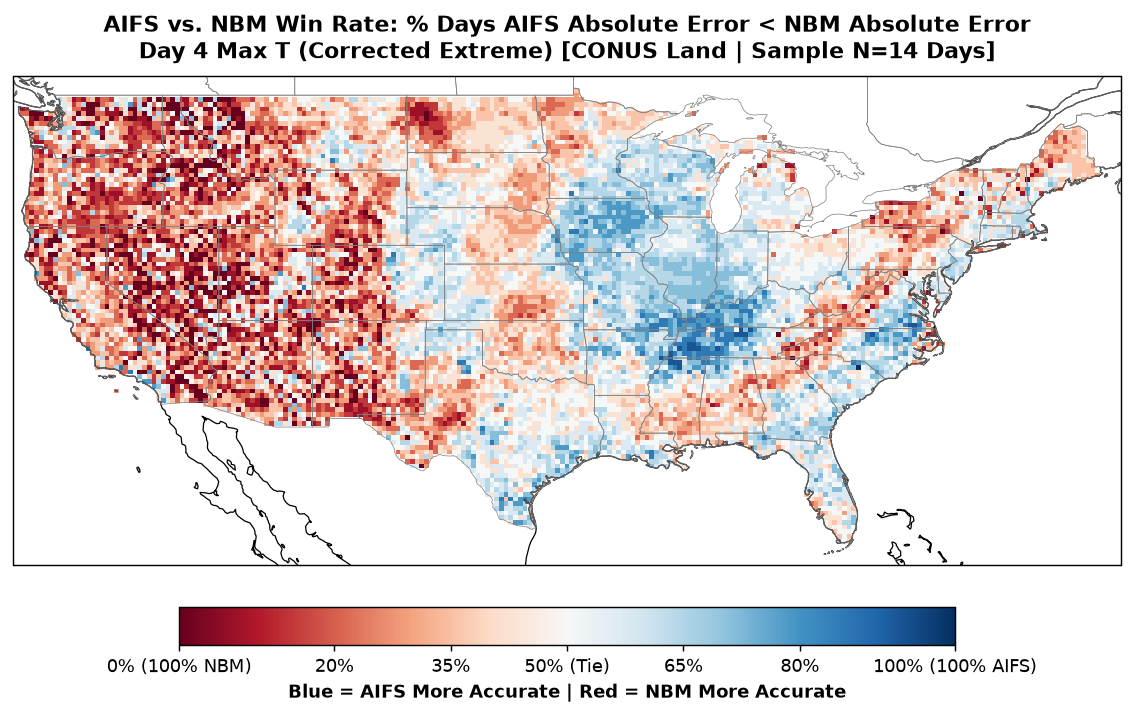 AIFS vs. NBM Win Rate: % Days AIFS Absolute Error < NBM Absolute Error
Day 4 Max T (Corrected Extreme) [CONUS Land | Sample N=14 Days]
0% (100% NBM) 20% 35% 50% (Tie) 65% 80% 100% (100% AIFS)
Blue = AIFS More Accurate | Red = NBM More Accurate